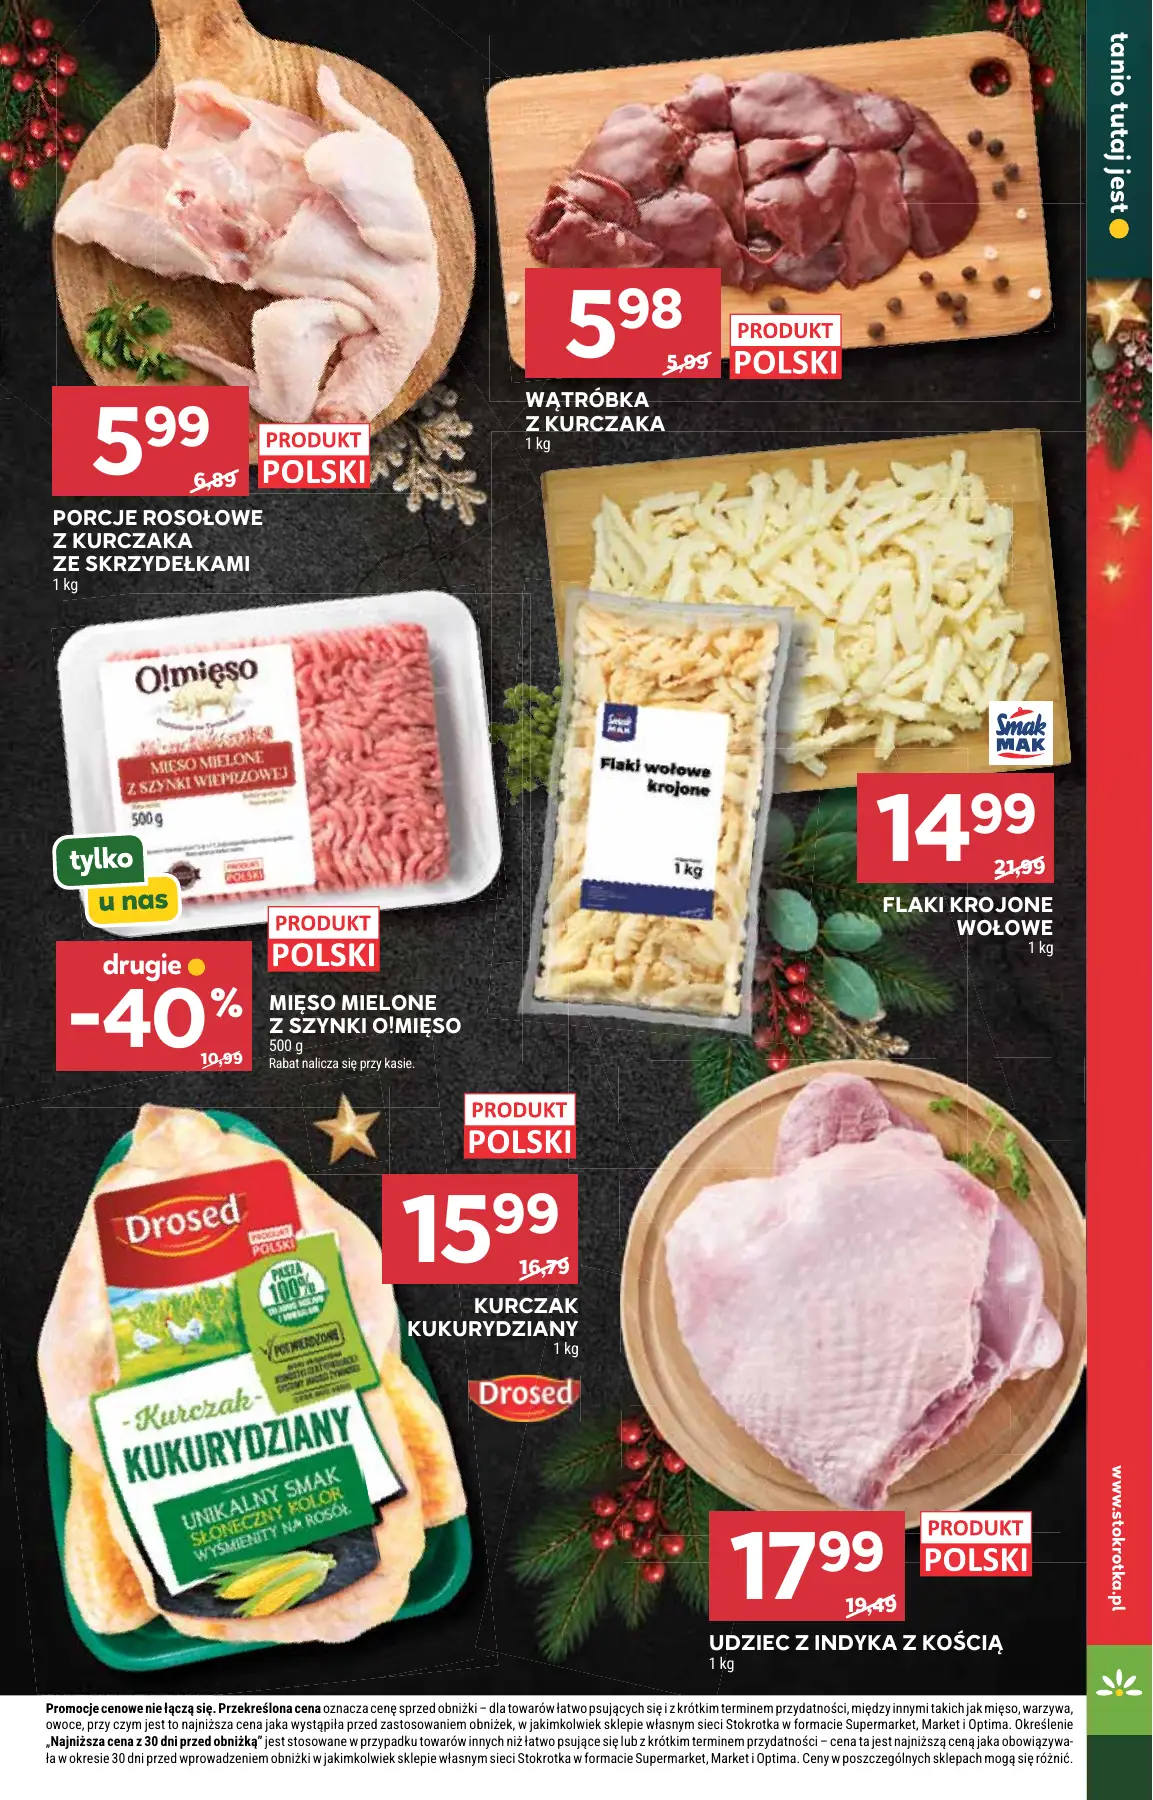 tanio tutaj jest
5 98
5,99
PRODUKT
POLSKI
WĄTRÓBKA
Z KURCZAKA
1 kg
5 99
6,89
PRODUKT
POLSKI
PORCJE ROSOŁOWE
Z KURCZAKA
ZE SKRZYDEŁKAMI
1 kg
O!mięso
MIĘSO MIELONE
Z SZYNKI WIEPRZOWEJ
500 g
PRODUKT
POLSKI
tylko
u nas
PRODUKT
POLSKI
drugie
-40%
10,99
MIĘSO MIELONE
Z SZYNKI O!MIĘSO
500 g
Rabat nalicza się przy kasie.
Smak
MAK
Flaki wołowe
krojone
1 kg
Smak
MAK
14 99
21,99
FLAKI KROJONE
WOŁOWE
1 kg
PRODUKT
POLSKI
15 99
16,79
KURCZAK
KUKURYDZIANY
1 kg
Drosed
Drosed
PRODUKT
POLSKI
PASZA
100%
POTWIERDZONE
-Kurczak-
KUKURYDZIANY
UNIKALNY SMAK
SŁONECZNY KOLOR
WYŚMIENITY NA ROSÓŁ
17 99
19,49
PRODUKT
POLSKI
UDZIEC Z INDYKA Z KOŚCIĄ
1 kg
www.stokrotka.pl
Promocje cenowe nie łączą się. Przekreślona cena oznacza cenę sprzed obniżki – dla towarów łatwo psujących się i z krótkim terminem przydatności, między innymi takich jak mięso, warzywa,
owoce, przy czym jest to najniższa cena jaka wystąpiła przed zastosowaniem obniżek, w jakimkolwiek sklepie własnym sieci Stokrotka w formacie Supermarket, Market i Optima. Określenie
„Najniższa cena z 30 dni przed obniżką” jest stosowane w przypadku towarów innych niż łatwo psujące się lub z krótkim terminem przydatności – cena ta jest najniższą ceną jaka obowiązywa-
ła w okresie 30 dni przed wprowadzeniem obniżki w jakimkolwiek sklepie własnym sieci Stokrotka w formacie Supermarket, Market i Optima. Ceny w poszczególnych sklepach mogą się różnić.